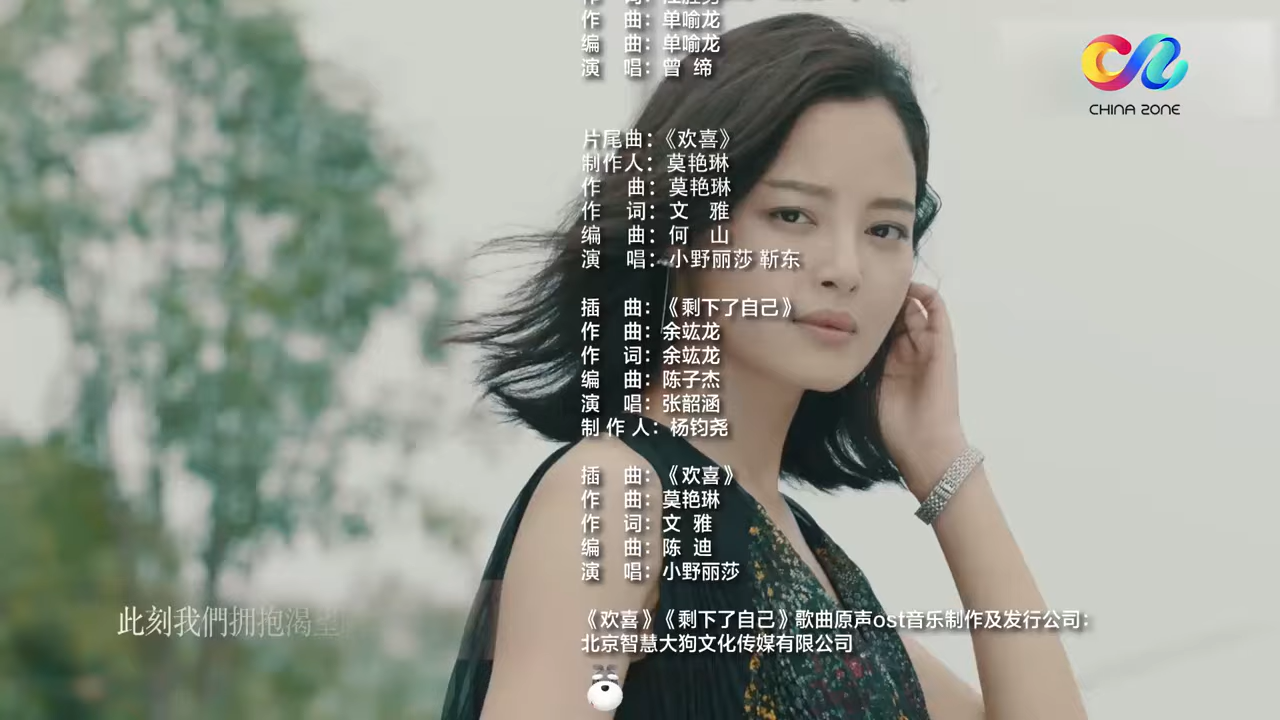 作 曲：单喻龙
编 曲：单喻龙
演 唱：曾 缔
CHINA ZONE
片尾曲：《欢喜》
制作人：莫艳琳
作 曲：莫艳琳
作 词：文 雅
编 曲：何 山
演 唱：小野丽莎 靳东
插 曲：《剩下了自己》
作 曲：余竑龙
作 词：余竑龙
编 曲：陈子杰
演 唱：张韶涵
制 作 人：杨钧尧
插 曲：《欢喜》
作 曲：莫艳琳
作 词：文 雅
编 曲：陈 迪
演 唱：小野丽莎
此刻我們拥抱渴望
《欢喜》《剩下了自己》歌曲原声ost音乐制作及发行公司：
北京智慧大狗文化传媒有限公司